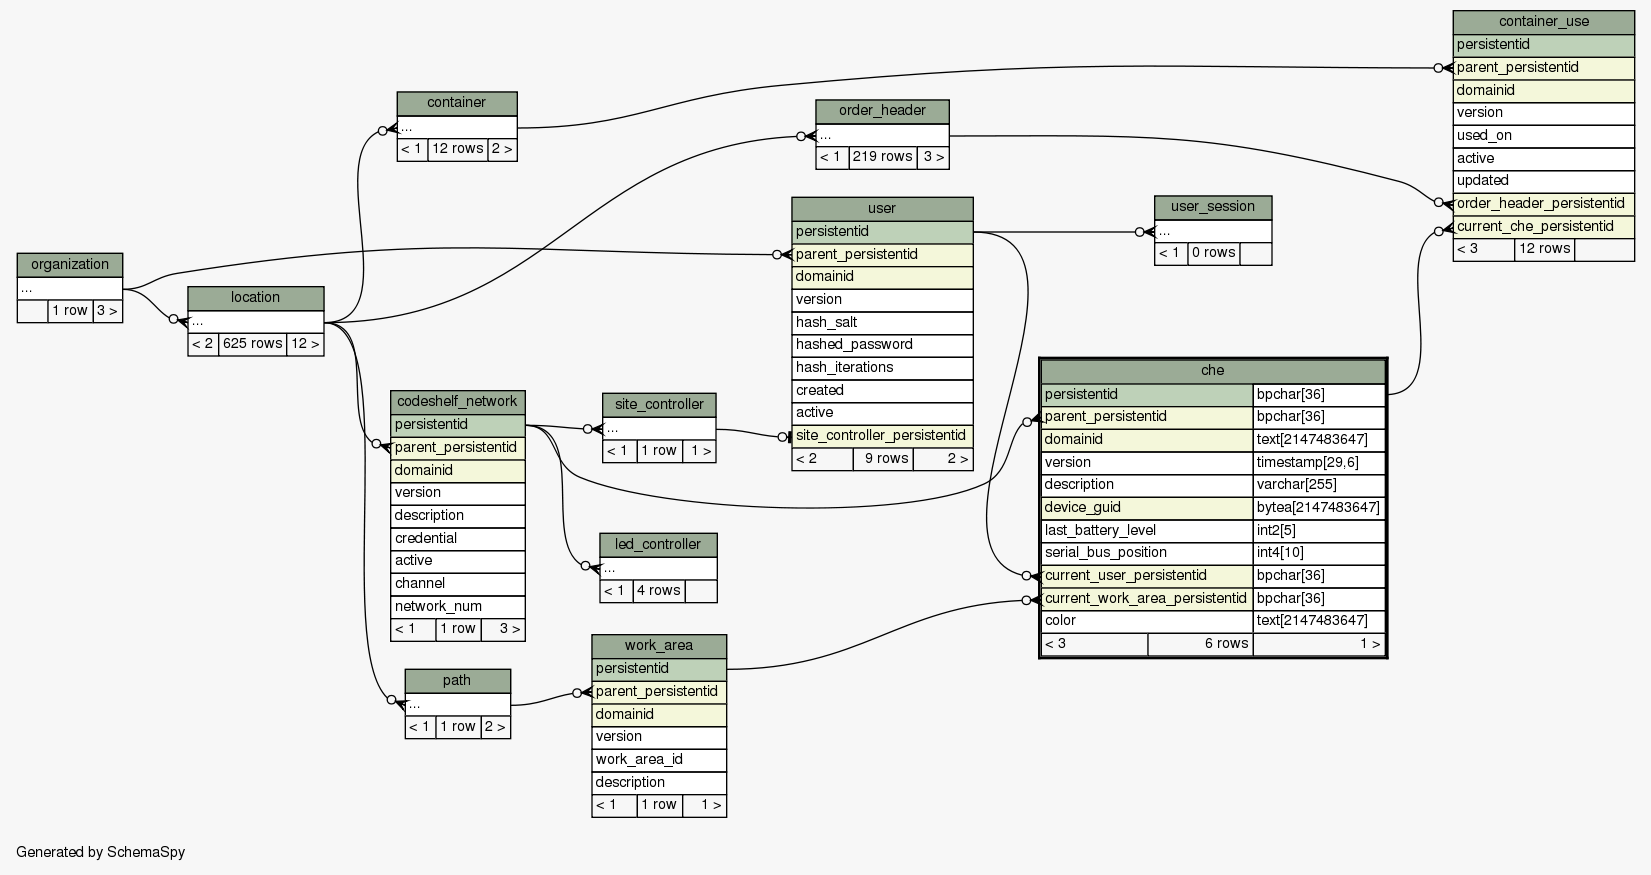 container_use
persistentid
parent_persistentid
domainid
version
used_on
active
updated
order_header_persistentid
current_che_persistentid
< 3 12 rows
container
...
< 1 12 rows 2 >
order_header
...
< 1 219 rows 3 >
user_session
...
< 1 0 rows
user
persistentid
parent_persistentid
domainid
version
hash_salt
hashed_password
hash_iterations
created
active
site_controller_persistentid
< 2 9 rows 2 >
organization
...
1 row 3 >
location
...
< 2 625 rows 12 >
che
persistentid bpchar[36]
parent_persistentid bpchar[36]
domainid text[2147483647]
version timestamp[29,6]
description varchar[255]
device_guid bytea[2147483647]
last_battery_level int2[5]
serial_bus_position int4[10]
current_user_persistentid bpchar[36]
current_work_area_persistentid bpchar[36]
color text[2147483647]
< 3 6 rows 1 >
codeshelf_network
persistentid
parent_persistentid
domainid
version
description
credential
active
channel
network_num
< 1 1 row 3 >
site_controller
...
< 1 1 row 1 >
led_controller
...
< 1 4 rows
work_area
persistentid
parent_persistentid
domainid
version
work_area_id
description
< 1 1 row 1 >
path
...
< 1 1 row 2 >
Generated by SchemaSpy